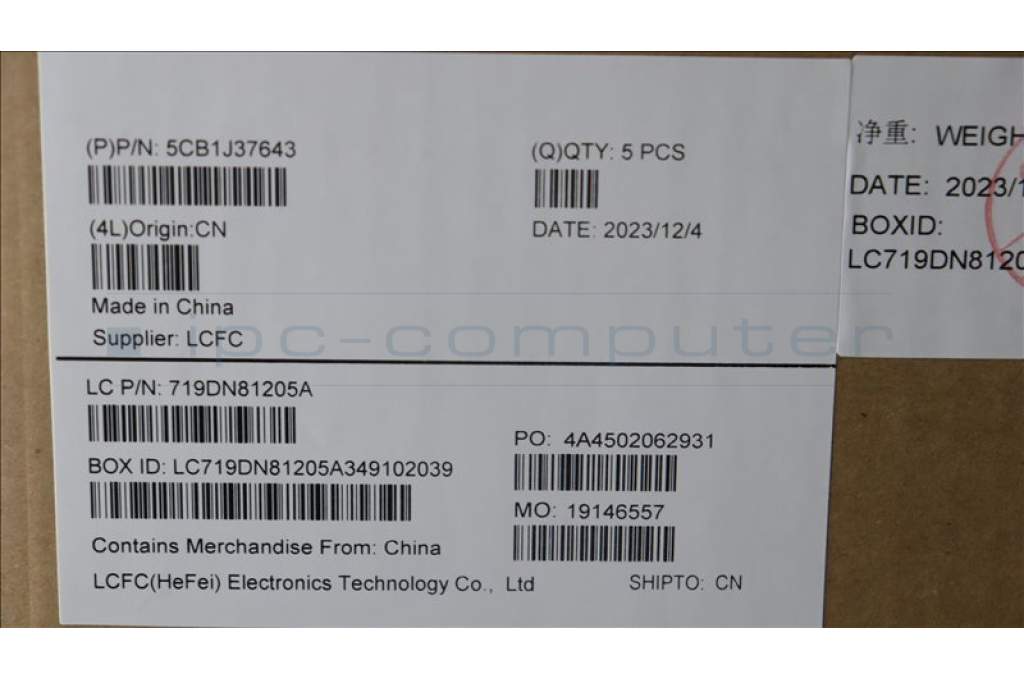 (P)P/N: 5CB1J37643
(Q)QTY: 5 PCS
(4L)Origin:CN
DATE: 2023/12/4
Made in China
Supplier: LCFC
ipc-computer
LC P/N: 719DN81205A
PO: 4A4502062931
BOX ID: LC719DN81205A349102039
MO: 19146557
Contains Merchandise From: China
LCFC(HeFei) Electronics Technology Co., Ltd
SHIPTO: CN
净重: WEIGH
DATE: 2023/1
BOXID:
LC719DN8120